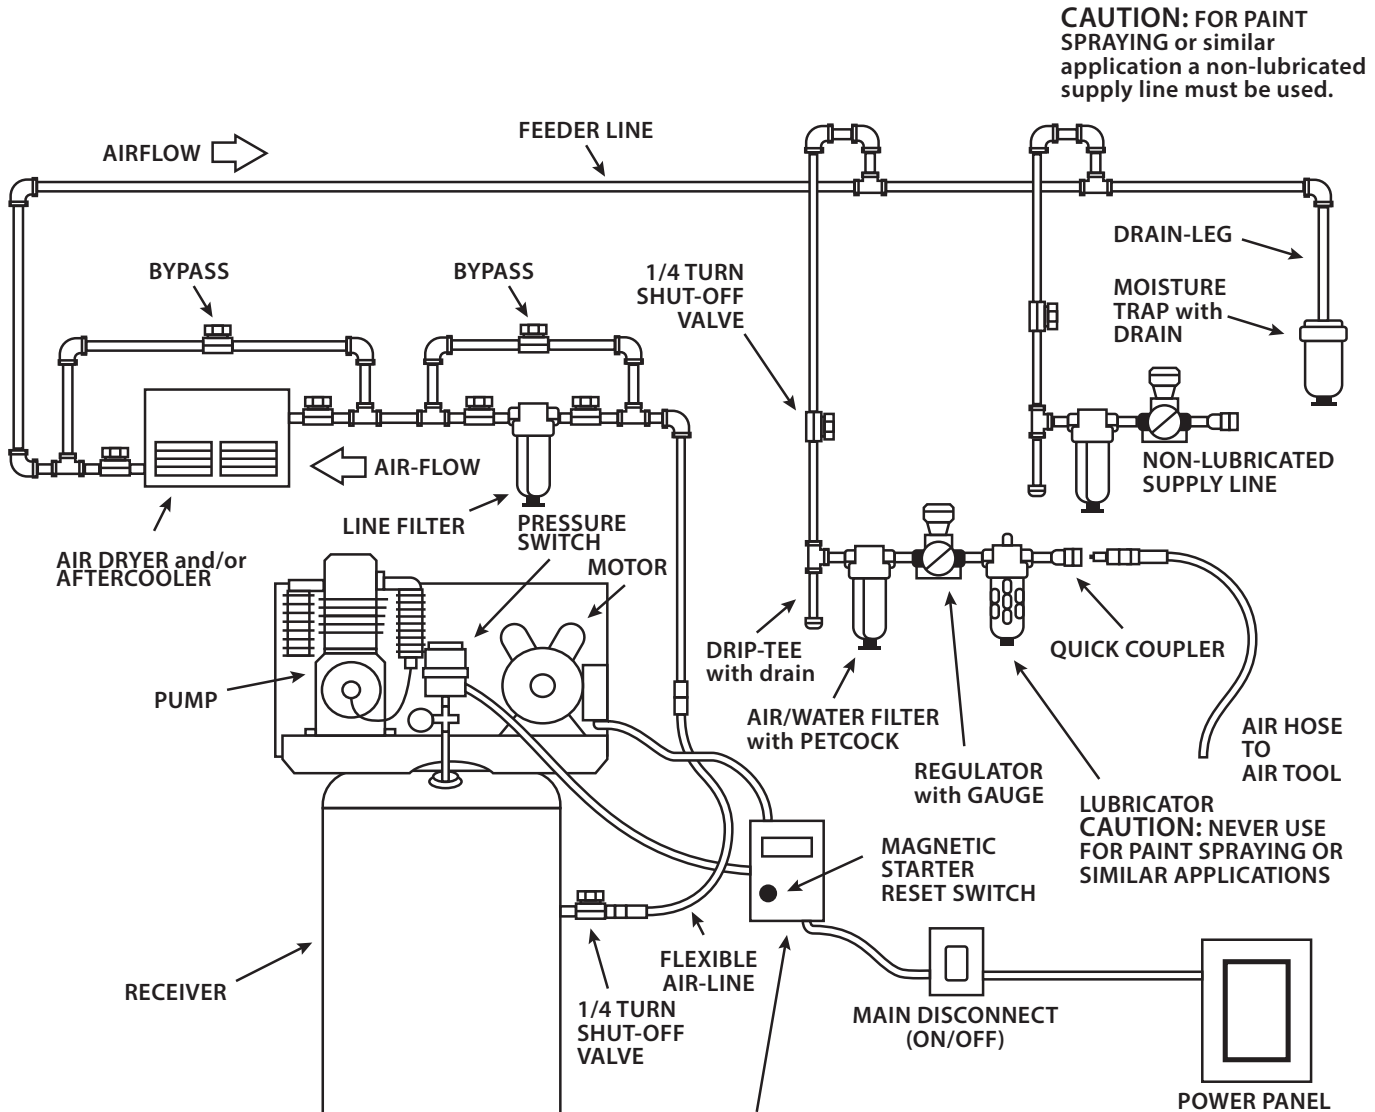 CAUTION: FOR PAINT
SPRAYING or similar
application a non-lubricated
supply line must be used.
FEEDER LINE
AIRFLOW
DRAIN-LEG
BYPASS
BYPASS
1/4 TURN
SHUT-OFF
VALVE
MOISTURE
TRAP with
DRAIN
AIR-FLOW
NON-LUBRICATED
SUPPLY LINE
LINE FILTER
PRESSURE
SWITCH
AIR DRYER and/or
AFTERCOOLER
MOTOR
DRIP-TEE
with drain
QUICK COUPLER
PUMP
AIR/WATER FILTER
with PETCOCK
AIR HOSE
TO
AIR TOOL
REGULATOR
with GAUGE
LUBRICATOR
CAUTION: NEVER USE
FOR PAINT SPRAYING OR
SIMILAR APPLICATIONS
MAGNETIC
STARTER
RESET SWITCH
FLEXIBLE
AIR-LINE
RECEIVER
1/4 TURN
SHUT-OFF
VALVE
MAIN DISCONNECT
(ON/OFF)
POWER PANEL